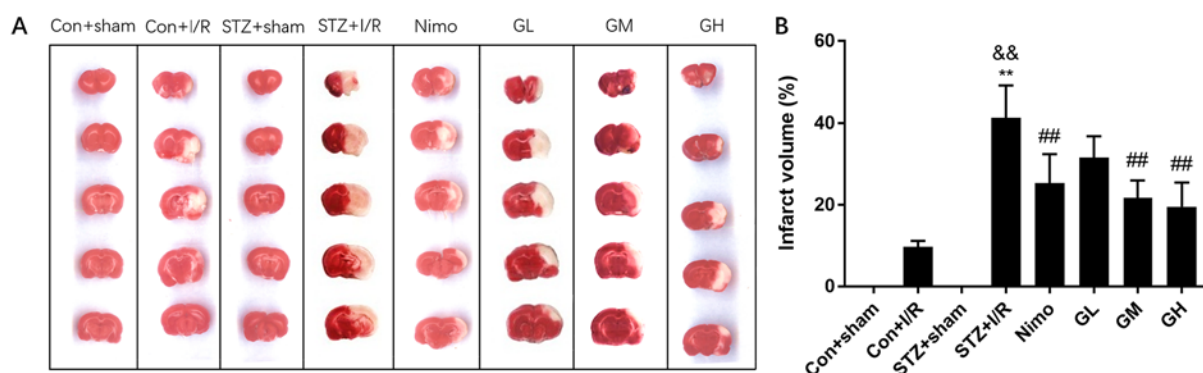 A
Con+sham Con+I/R STZ+sham STZ+I/R Nimo GL GM GH
B
Infarct volume (%)
60
40
20
0
&&
**
##
##
##
Con+sham Con+I/R STZ+sham STZ+I/R Nimo GL GM GH